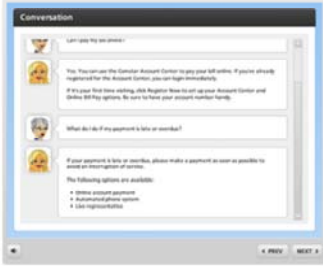 Conversation
Can I pay my bill online?
Yes. You can use the Comstar Account Center to pay your bill online. If you're already
registered for the Account Center, you can login immediately.
If it's your first time visiting, click Register Now to set up your Account Center and
Online Bill Pay options. Be sure to have your account number handy.
What do I do if my payment is late or overdue?
If your payment is late or overdue, please make a payment as soon as possible to
avoid an interruption of service.
The following options are available:
• Online account payment
• Automated phone system
• Live representative
PREV NEXT